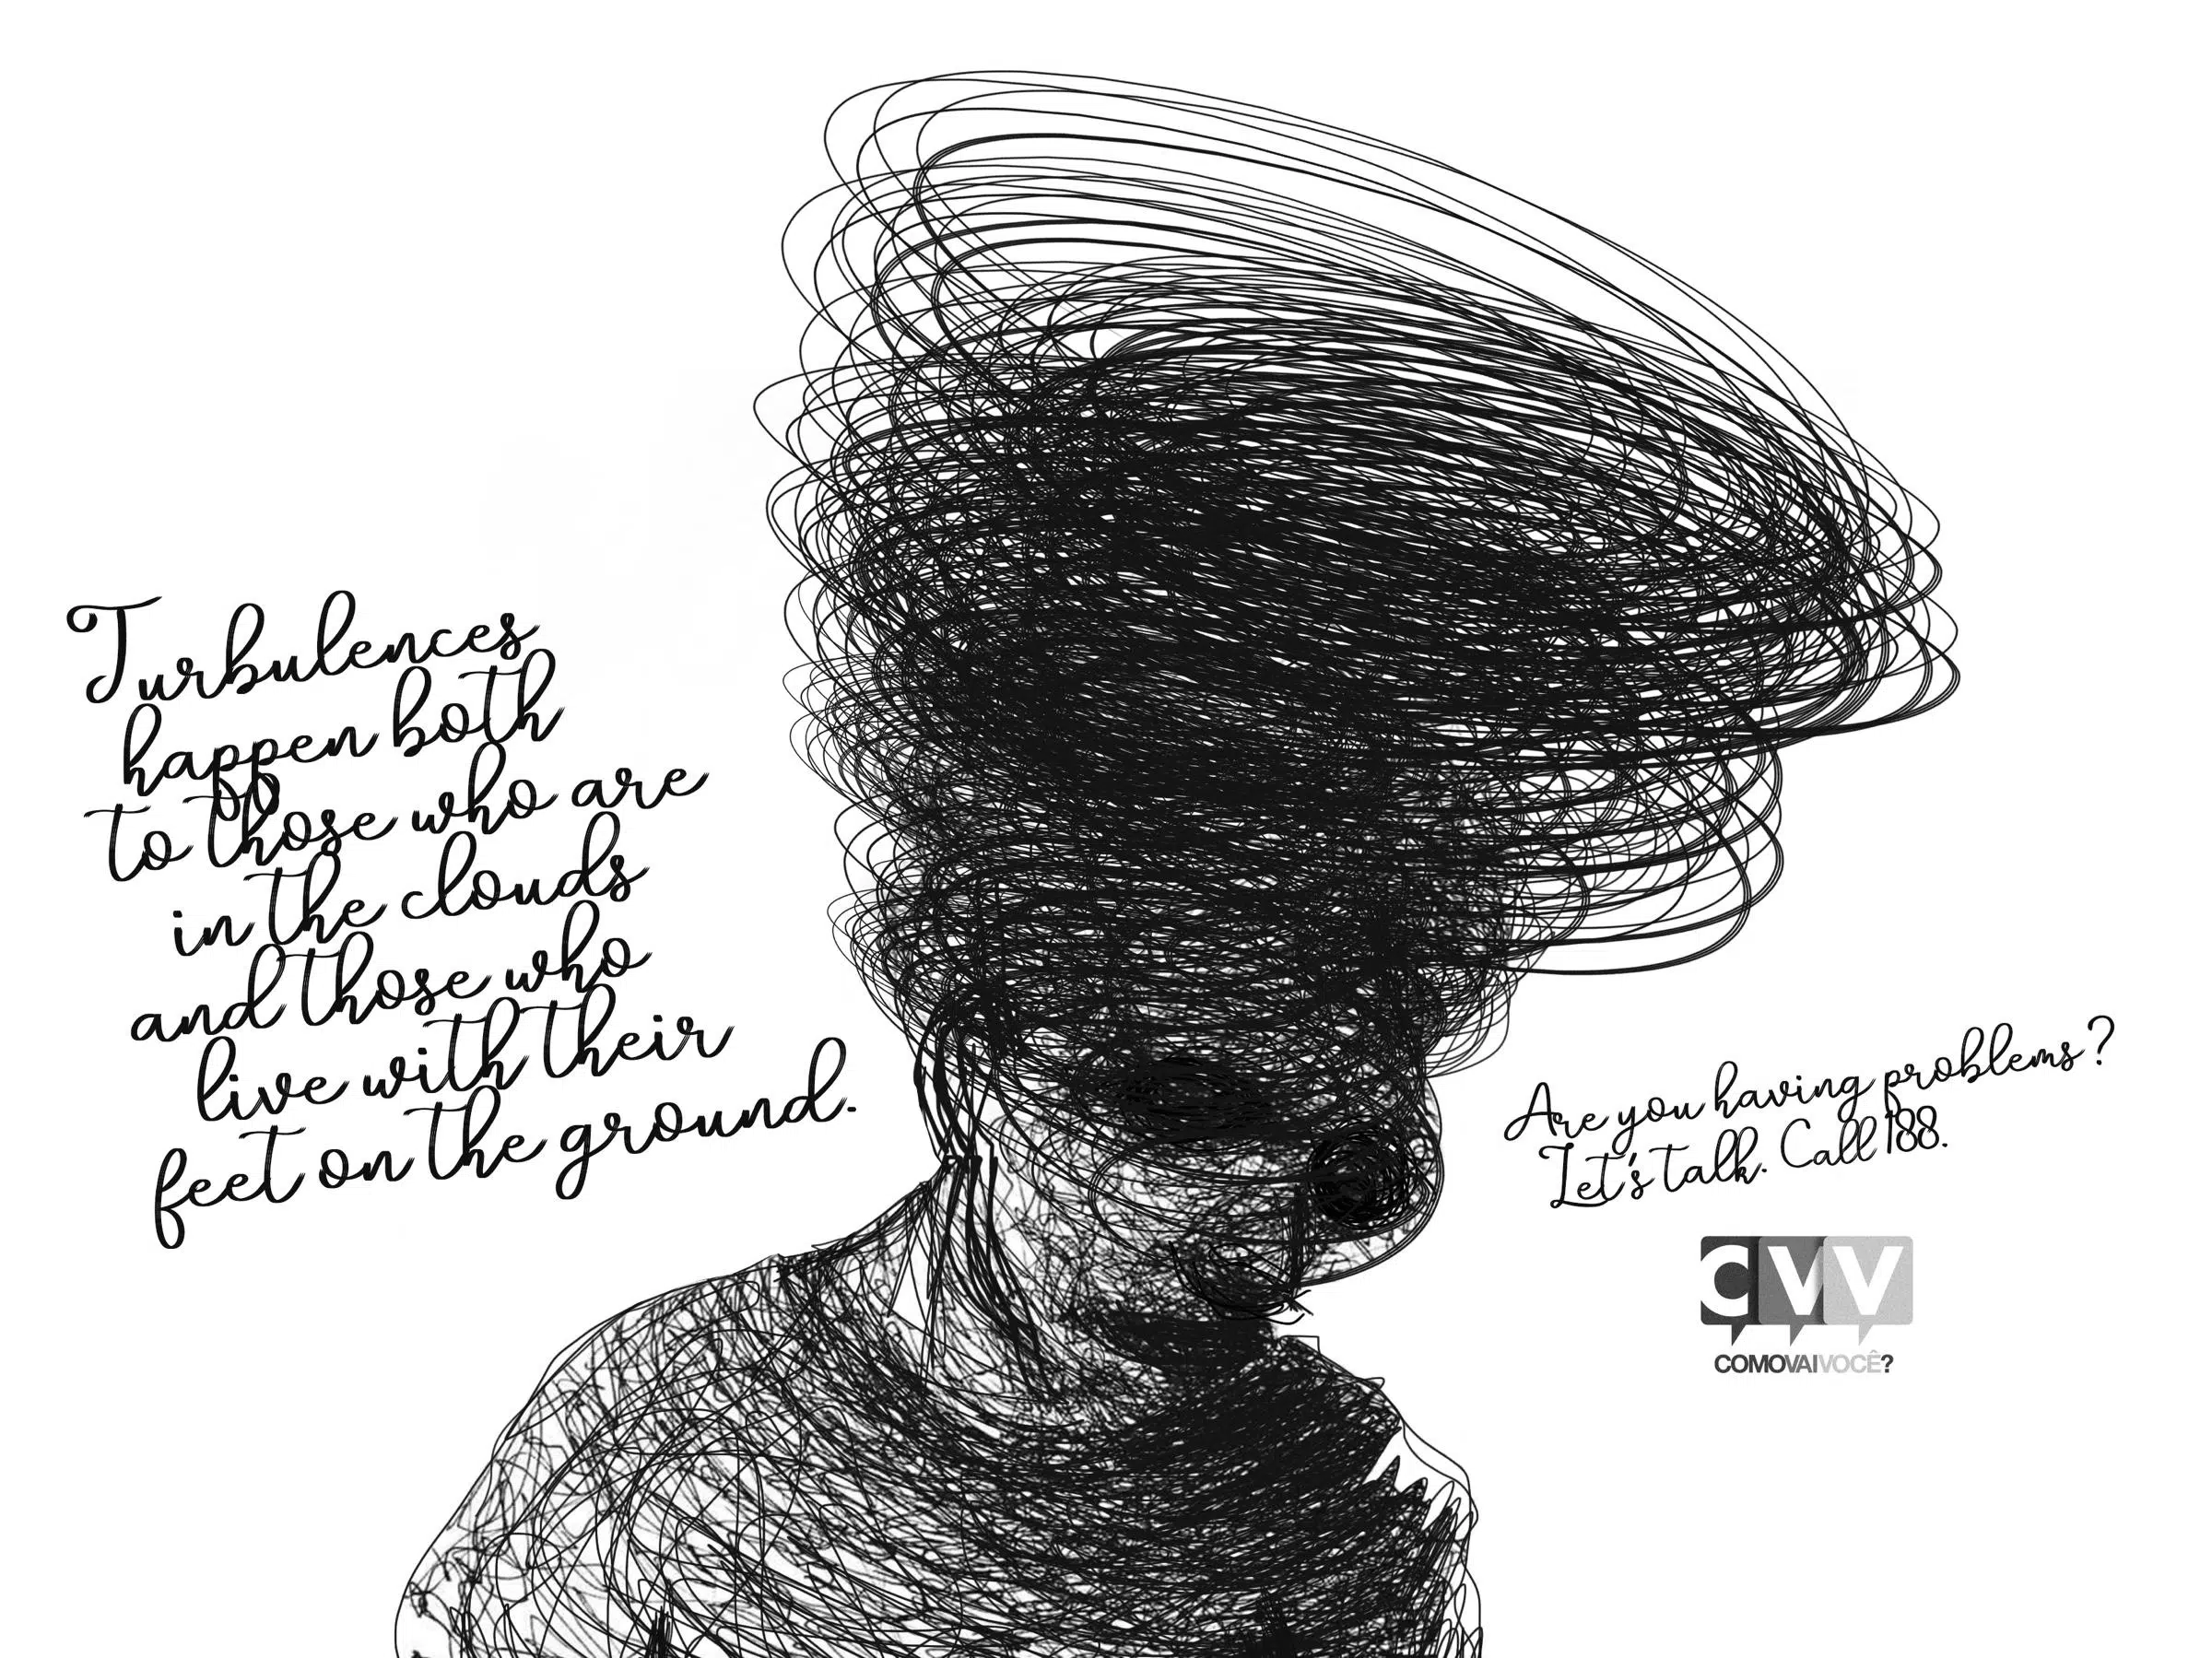 Turbulences
happen both
to those who are
in the clouds
and those who
live with their
feet on the ground.
Are you having problems?
Let's talk. Call 188.
CVV
COMOVAIVOCÊ?